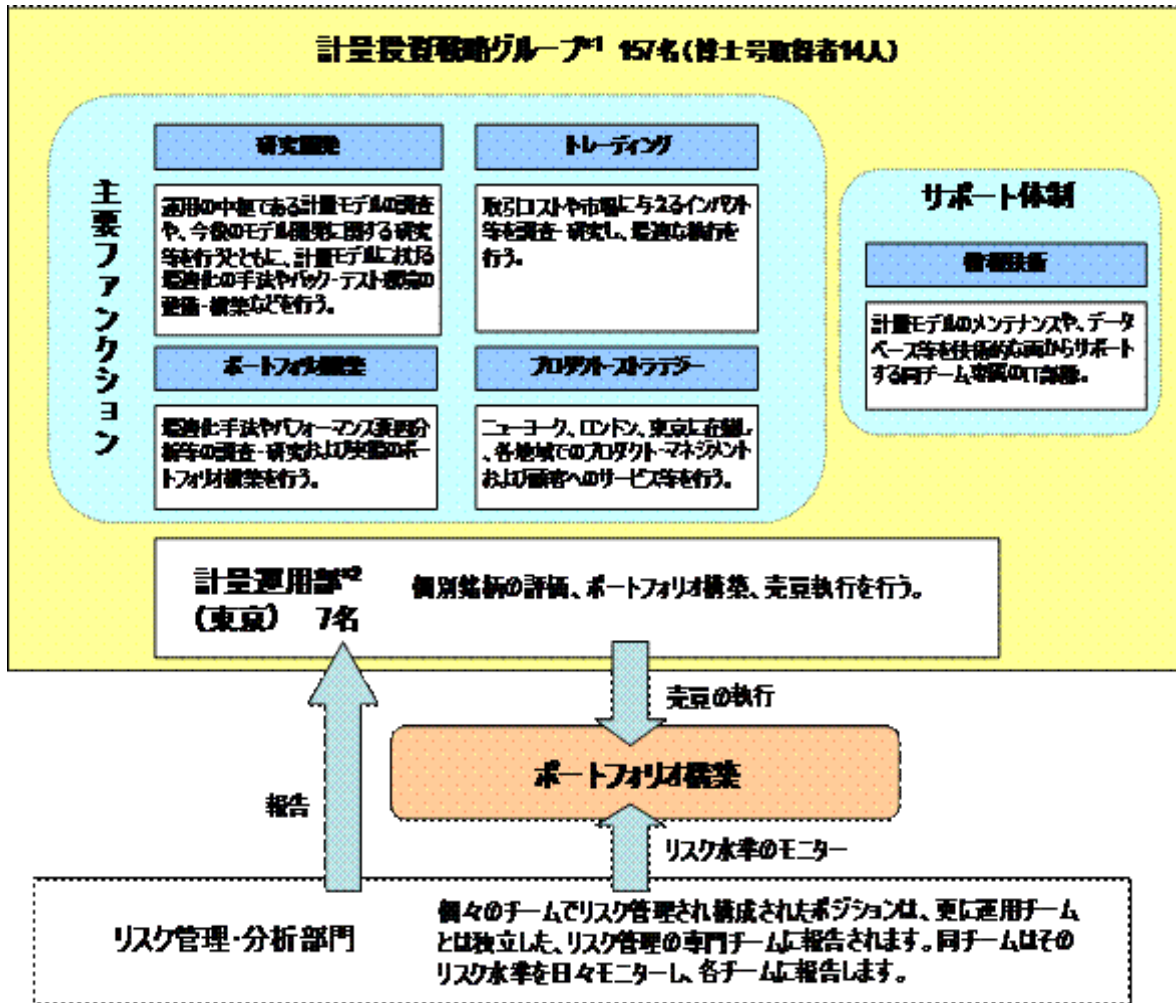 計量投資戦略グループ*1 157名(博士号取得者14人)
主要ファンクション
研究開発
運用の中枢である計量モデルの調査
や、今後のモデル開発に関する研究
等を行うとともに、計量モデルにおける
最適化の手法やバック・テスト環境の
整備・構築などを行う。
トレーディング
取引コストや市場に与えるインパクト
等を調査・研究し、最適な執行を
行う。
ポートフォリオ構築
最適化手法やパフォーマンス要因分
析等の調査・研究および実際のポー
トフォリオ構築を行う。
プロダクト・ストラテジー
ニューヨーク、ロンドン、東京に在籍し
、各地域でのプロダクト・マネジメント
および顧客へのサービス等を行う。
サポート体制
情報技術
計量モデルのメンテナンスや、データ
ベース等を技術的な面からサポート
する同チーム専属のIT部隊。
計量運用部*2
(東京) 7名
個別銘柄の評価、ポートフォリオ構築、売買執行を行う。
売買の執行
ポートフォリオ構築
報告
リスク水準のモニター
リスク管理・分析部門
個々のチームでリスク管理され構成されたポジションは、更に運用チーム
とは独立した、リスク管理の専門チームに報告されます。同チームはその
リスク水準を日々モニターし、各チームに報告します。